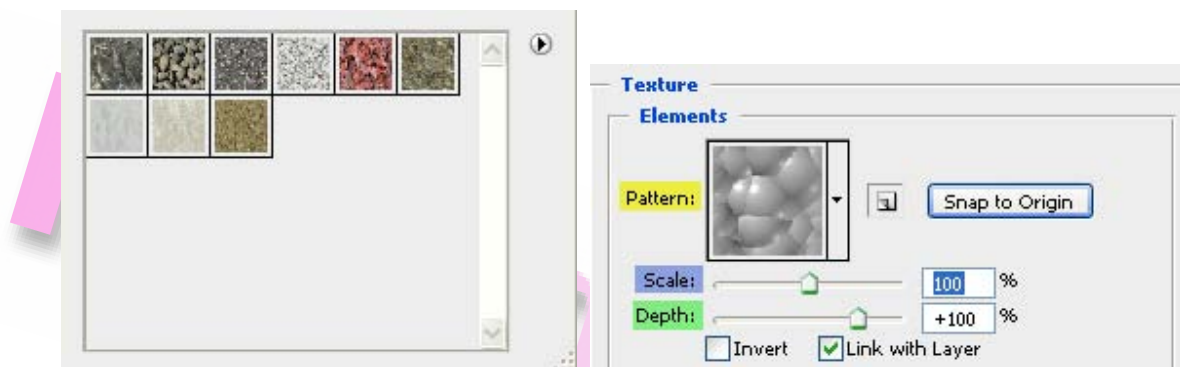 Texture
Elements
Pattern:
Snap to Origin
Scale:
100 %
Depth:
+100 %
Invert Link with Layer